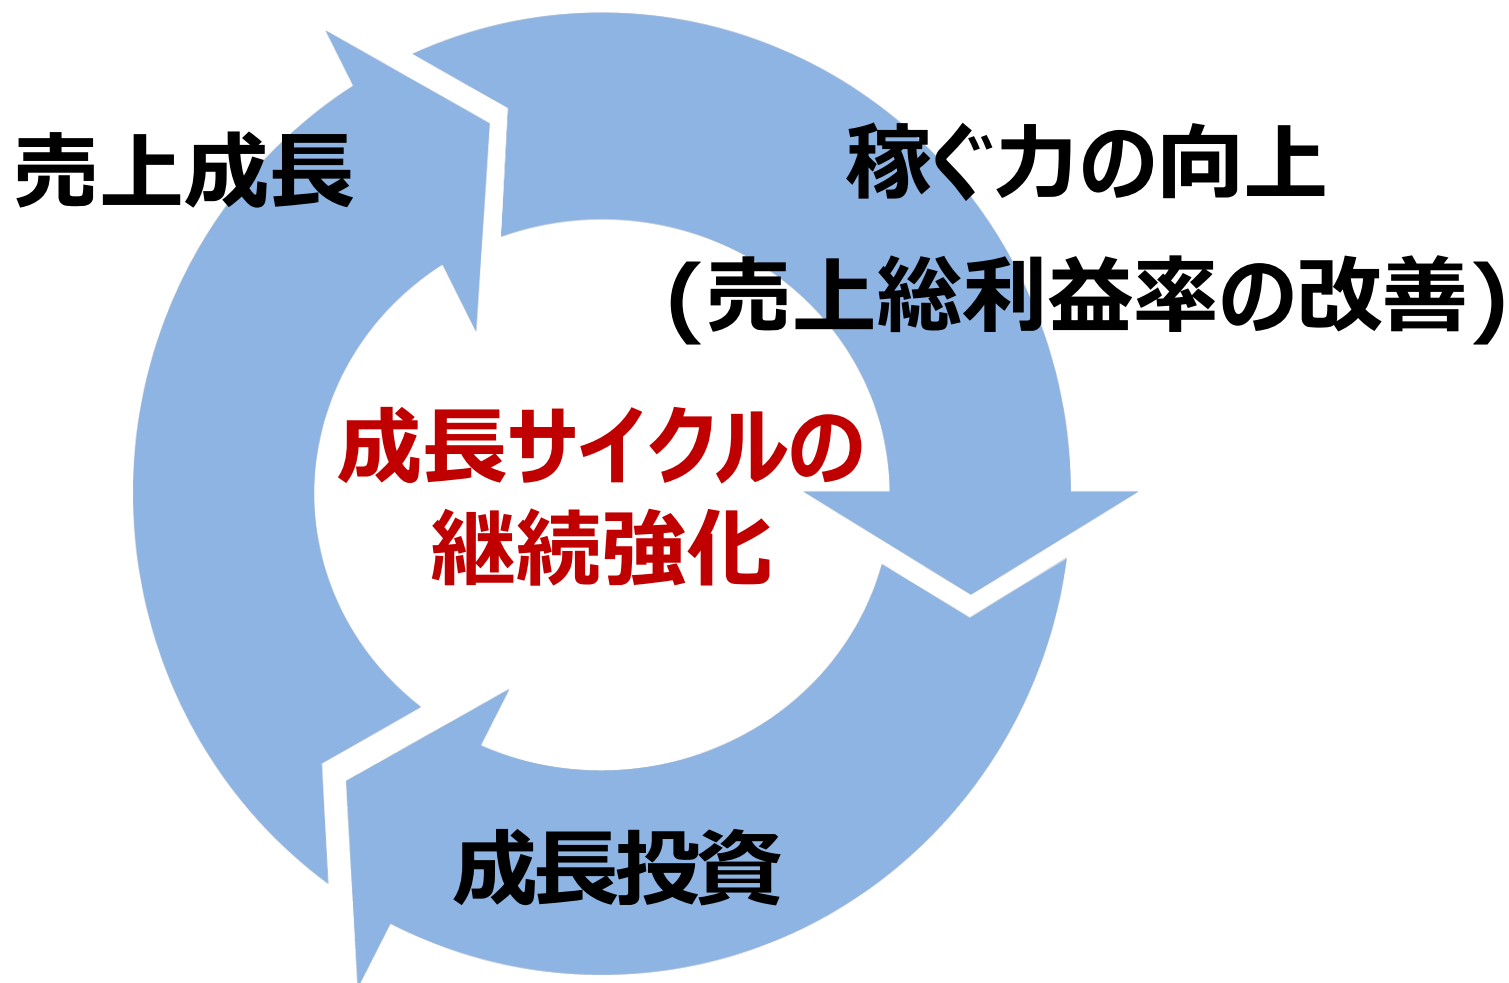 売上成長
稼ぐ力の向上
(売上総利益率の改善)
成長サイクルの
継続強化
成長投資